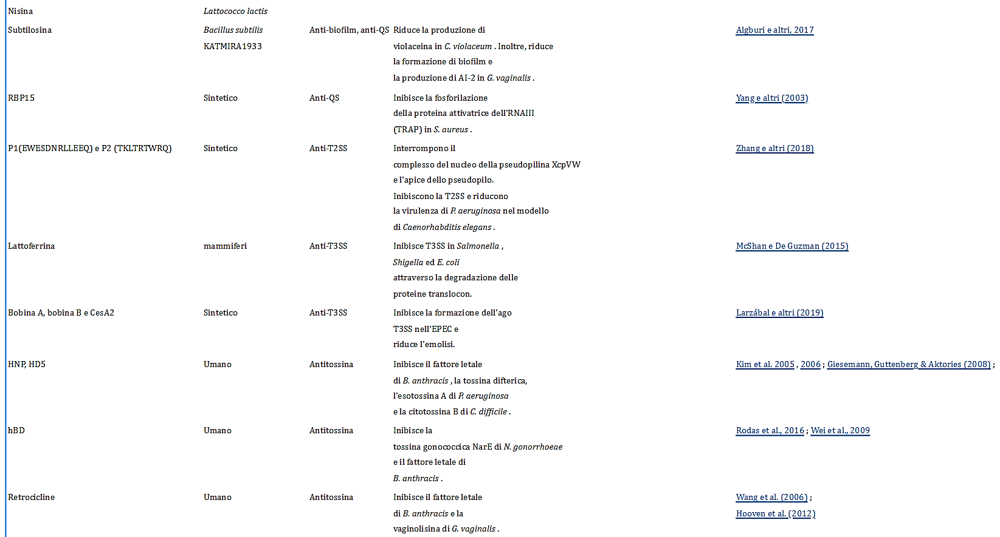 Nisina Lattococco lactis
Subtilosina Bacillus subtilis Anti-biofilm, anti-QS Riduce la produzione di Algburi e altri, 2017
KATMIRA1933 violaceina in C. violaceum . Inoltre, riduce
la formazione di biofilm e
la produzione di AI-2 in G. vaginalis .
RBP15 Sintetico Anti-QS Inibisce la fosforilazione Yang e altri (2003)
della proteina attivatrice dell'RNAIII
(TRAP) in S. aureus .
P1(EWESDNRLLEEQ) e P2 (TKLTRTWRQ) Sintetico Anti-T2SS Interrompono il Zhang e altri (2018)
complesso del nucleo della pseudopilina XcpVW
e l'apice dello pseudopilo.
Inibiscono la T2SS e riducono
la virulenza di P. aeruginosa nel modello
di Caenorhabditis elegans .
Lattoferrina mammiferi Anti-T3SS Inibisce T3SS in Salmonella , McShan e De Guzman (2015)
Shigella ed E. coli
attraverso la degradazione delle
proteine translocon.
Bobina A, bobina B e CesA2 Sintetico Anti-T3SS Inibisce la formazione dell'ago Larzábal e altri (2019)
T3SS nell'EPEC e
riduce l'emolisi.
HNP, HD5 Umano Antitossina Inibisce il fattore letale Kim et al. 2005 , 2006 ; Giesemann, Guttenberg & Aktories (2008) ;
di B. anthracis , la tossina difterica,
l'esotossina A di P. aeruginosa
e la citotossina B di C. difficile .
hBD Umano Antitossina Inibisce la Rodas et al., 2016 ; Wei et al., 2009
tossina gonococcica NarE di N. gonorrhoeae
e il fattore letale di
B. anthracis .
Retrocicline Umano Antitossina Inibisce il fattore letale Wang et al. (2006) ;
di B. anthracis e la Hooven et al. (2012)
vaginolisina di G. vaginalis .